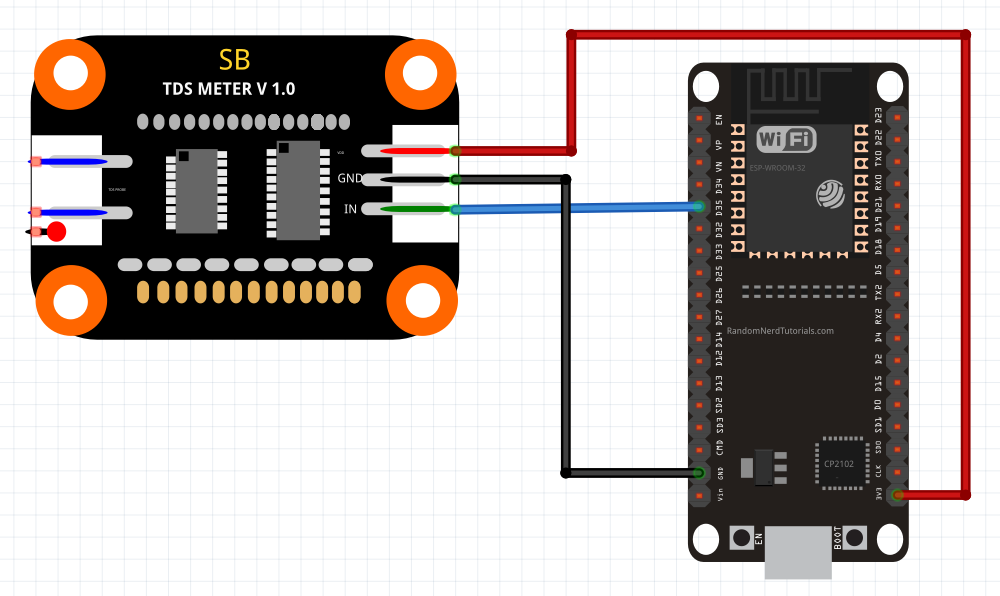 SB
TDS METER V 1.0
VDD
GND
IN
TDS PROBE
EN
VP
VN
D34
D35
D32
D33
D25
D26
D27
D14
D12
D13
SD2
SD3
CMD
GND
Vin
WiFi
ESP-WROOM-32
RandomNerdTutorials.com
CP2102
EN
BOOT
D23
D22
TX0
RX0
D21
D19
D18
D5
TX2
RX2
D4
D2
D15
D0
SD1
SD0
CLK
3V3